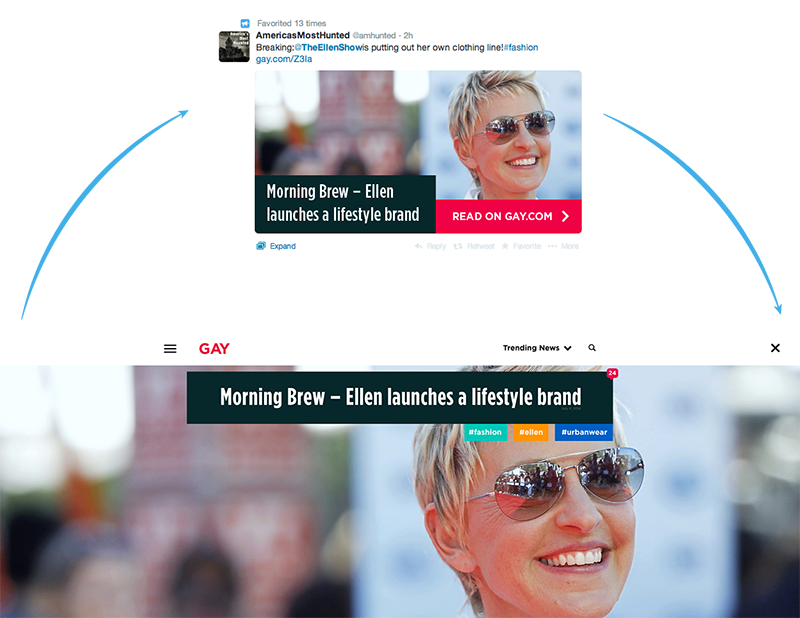 Favorited 13 times
AmericasMostHunted @amhunted - 2h
Breaking:@TheEllenShowis putting out her own clothing line!#fashion
gay.com/Z3la
Morning Brew – Ellen
launches a lifestyle brand
READ ON GAY.COM
Expand
Reply Retweet Favorite More
GAY
Trending News
24
Morning Brew – Ellen launches a lifestyle brand
#fashion #ellen #urbanwear